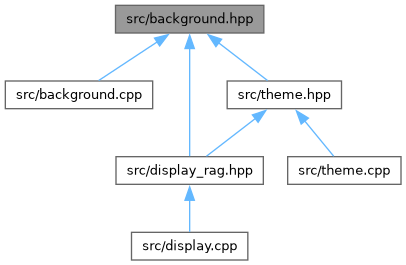 src/background.hpp
src/background.cpp
src/theme.hpp
src/display_rag.hpp
src/theme.cpp
src/display.cpp